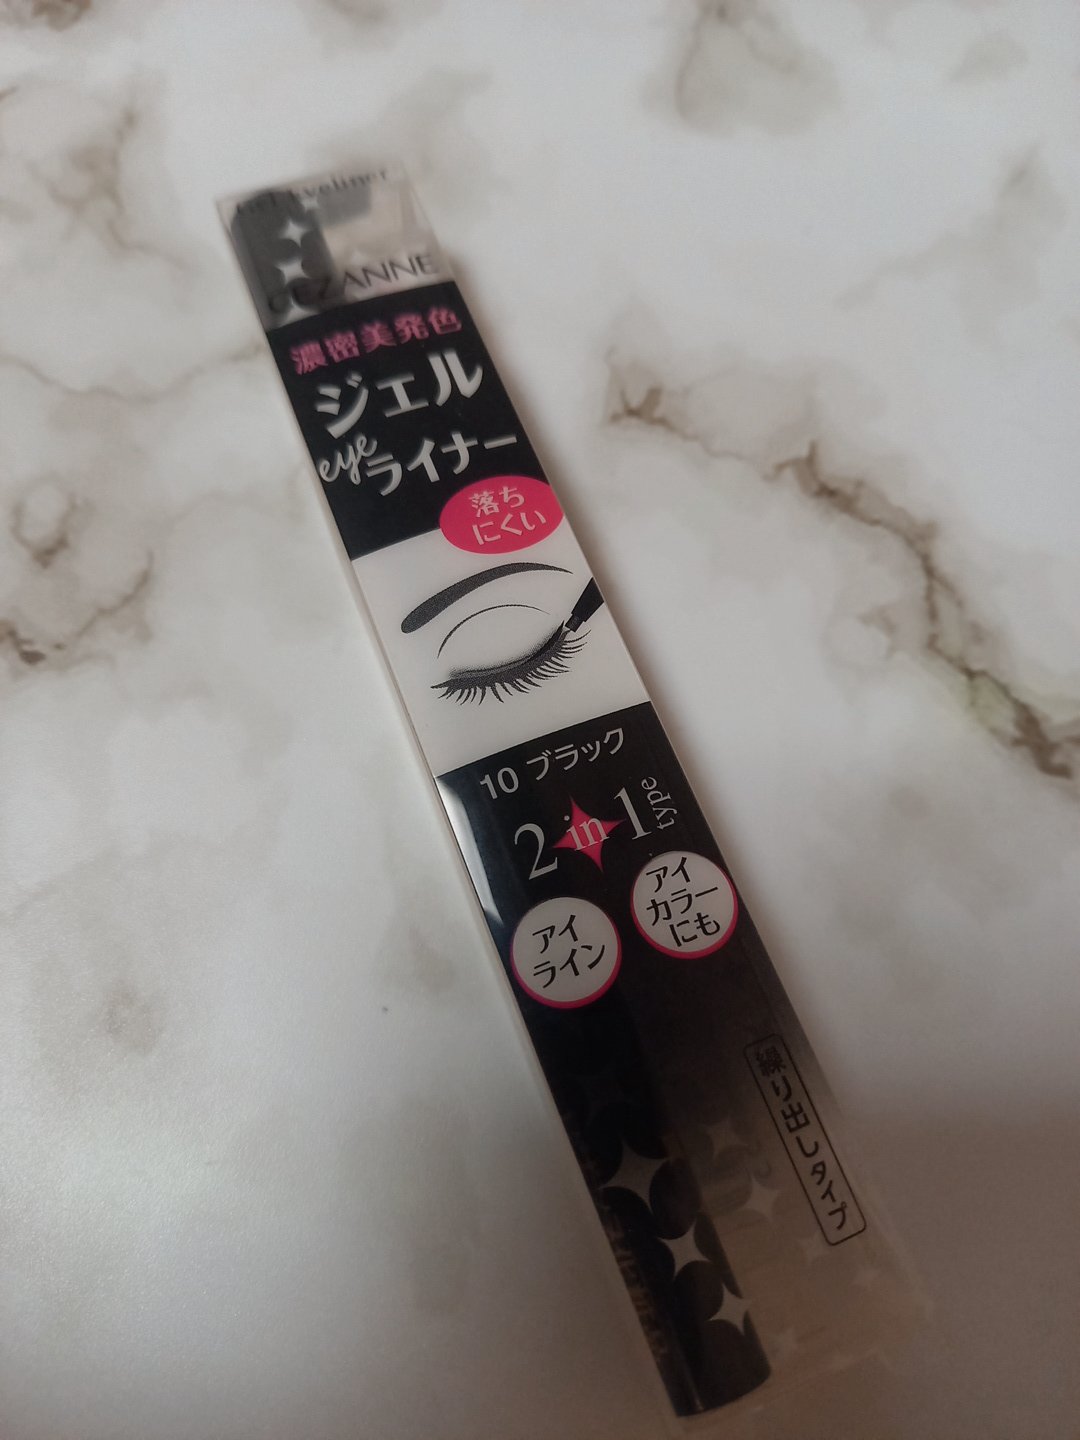 Gel Eyeliner
CEZANNE
濃密美発色
ジェル
eye
ライナー
落ち
にくい
10 ブラック
2 in 1 type
アイ
ライン
アイ
カラー
にも
繰り出しタイプ